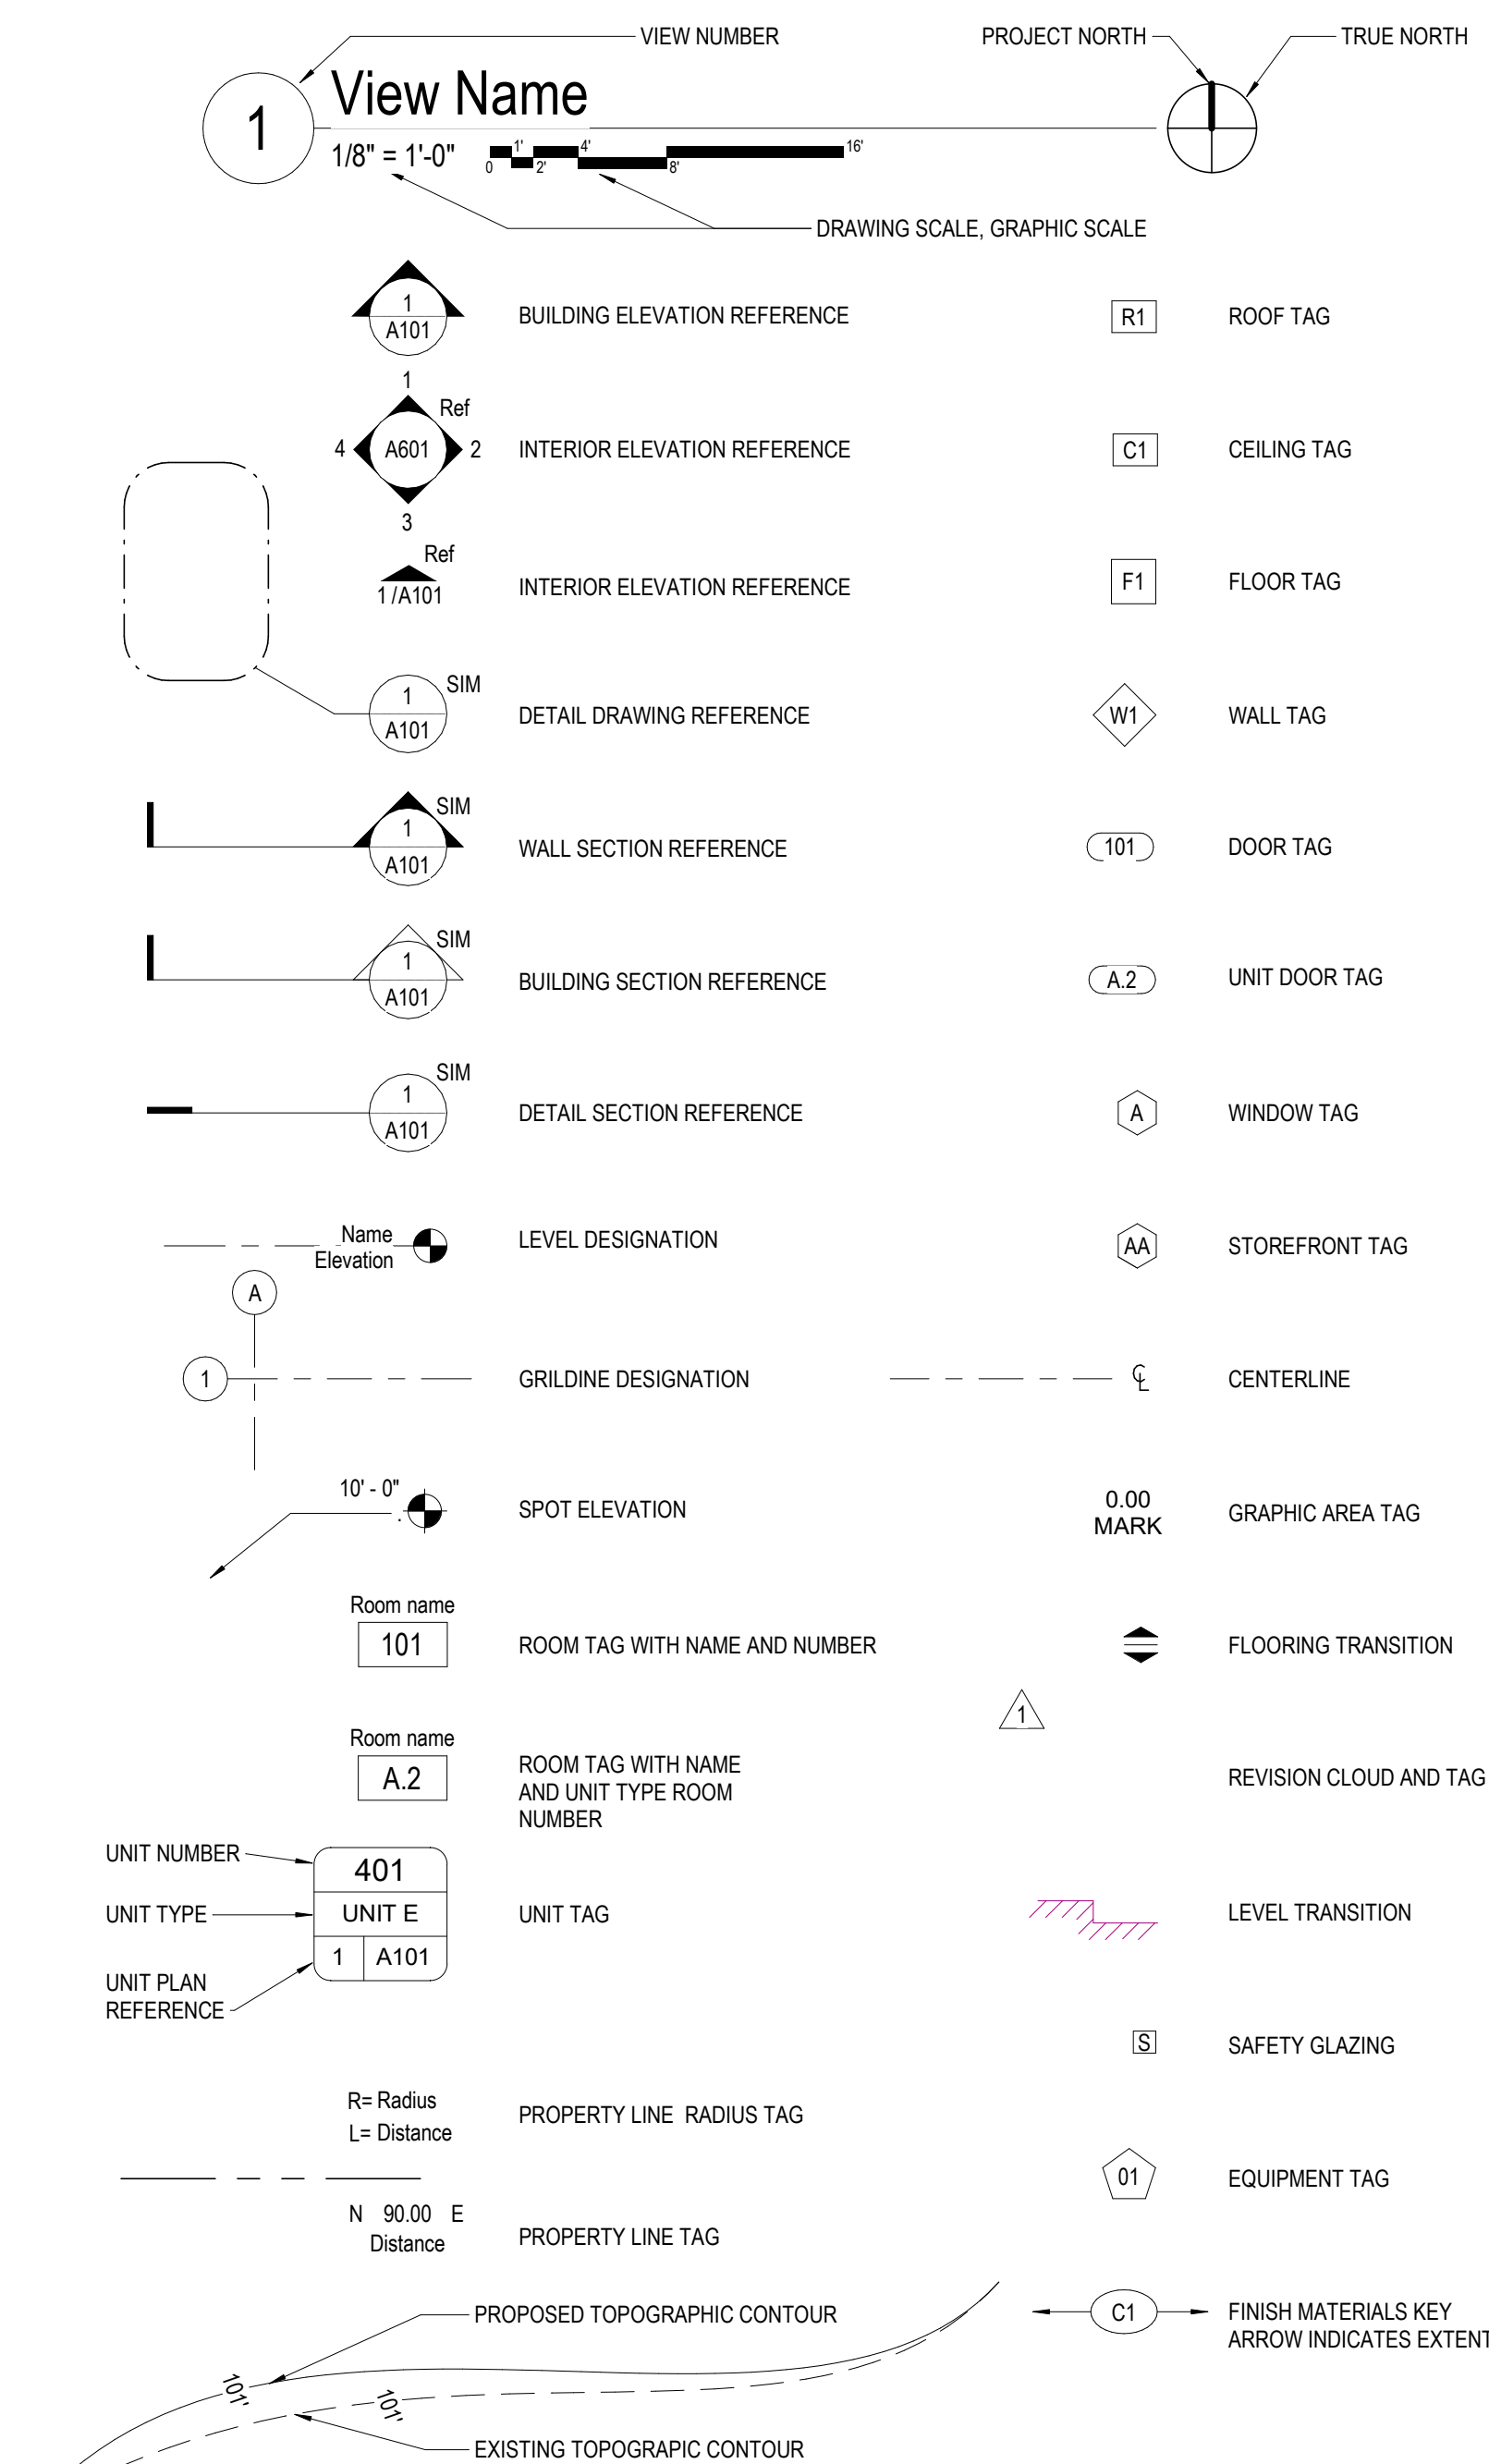 VIEW NUMBER
PROJECT NORTH
TRUE NORTH
1
View Name
1/8" = 1'-0"
0
1'
2'
4'
8'
16'
DRAWING SCALE, GRAPHIC SCALE
1
A101
BUILDING ELEVATION REFERENCE
R1
ROOF TAG
1
Ref
4
A601
2
3
INTERIOR ELEVATION REFERENCE
C1
CEILING TAG
Ref
1 /A101
INTERIOR ELEVATION REFERENCE
F1
FLOOR TAG
1
A101
SIM
DETAIL DRAWING REFERENCE
W1
WALL TAG
1
A101
SIM
WALL SECTION REFERENCE
101
DOOR TAG
1
A101
SIM
BUILDING SECTION REFERENCE
A.2
UNIT DOOR TAG
1
A101
SIM
DETAIL SECTION REFERENCE
A
WINDOW TAG
Name
Elevation
LEVEL DESIGNATION
AA
STOREFRONT TAG
A
1
GRILDINE DESIGNATION
CL
CENTERLINE
10' - 0"
.
SPOT ELEVATION
0.00
MARK
GRAPHIC AREA TAG
Room name
101
ROOM TAG WITH NAME AND NUMBER
FLOORING TRANSITION
1
Room name
A.2
ROOM TAG WITH NAME
AND UNIT TYPE ROOM
NUMBER
REVISION CLOUD AND TAG
UNIT NUMBER
UNIT TYPE
UNIT PLAN
REFERENCE
401
UNIT E
1
A101
UNIT TAG
LEVEL TRANSITION
S
SAFETY GLAZING
R= Radius
L= Distance
PROPERTY LINE  RADIUS TAG
01
EQUIPMENT TAG
N 90.00 E
Distance
PROPERTY LINE TAG
PROPOSED TOPOGRAPHIC CONTOUR
C1
FINISH MATERIALS KEY
ARROW INDICATES EXTENT
101'
101'
EXISTING TOPOGRAPIC CONTOUR